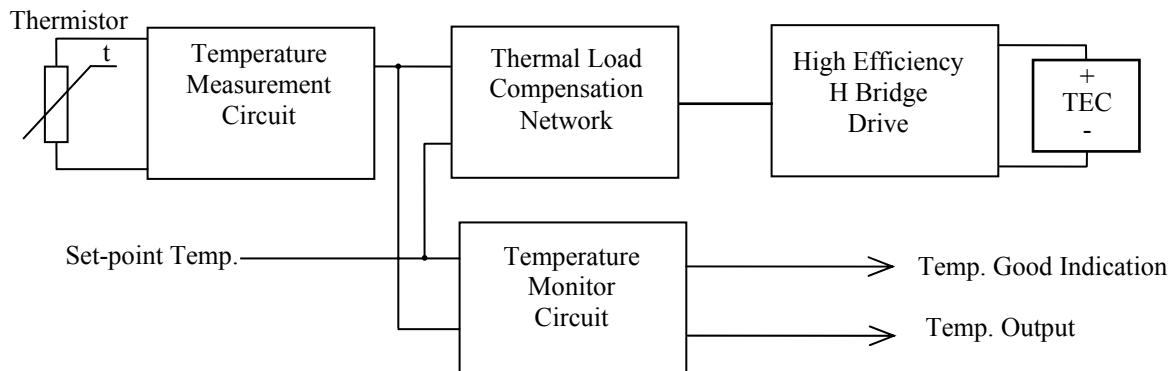 Thermistor
t
Temperature
Measurement
Circuit
Thermal Load
Compensation
Network
High Efficiency
H Bridge
Drive
+
TEC
-
Set-point Temp.
Temperature
Monitor
Circuit
Temp. Good Indication
Temp. Output